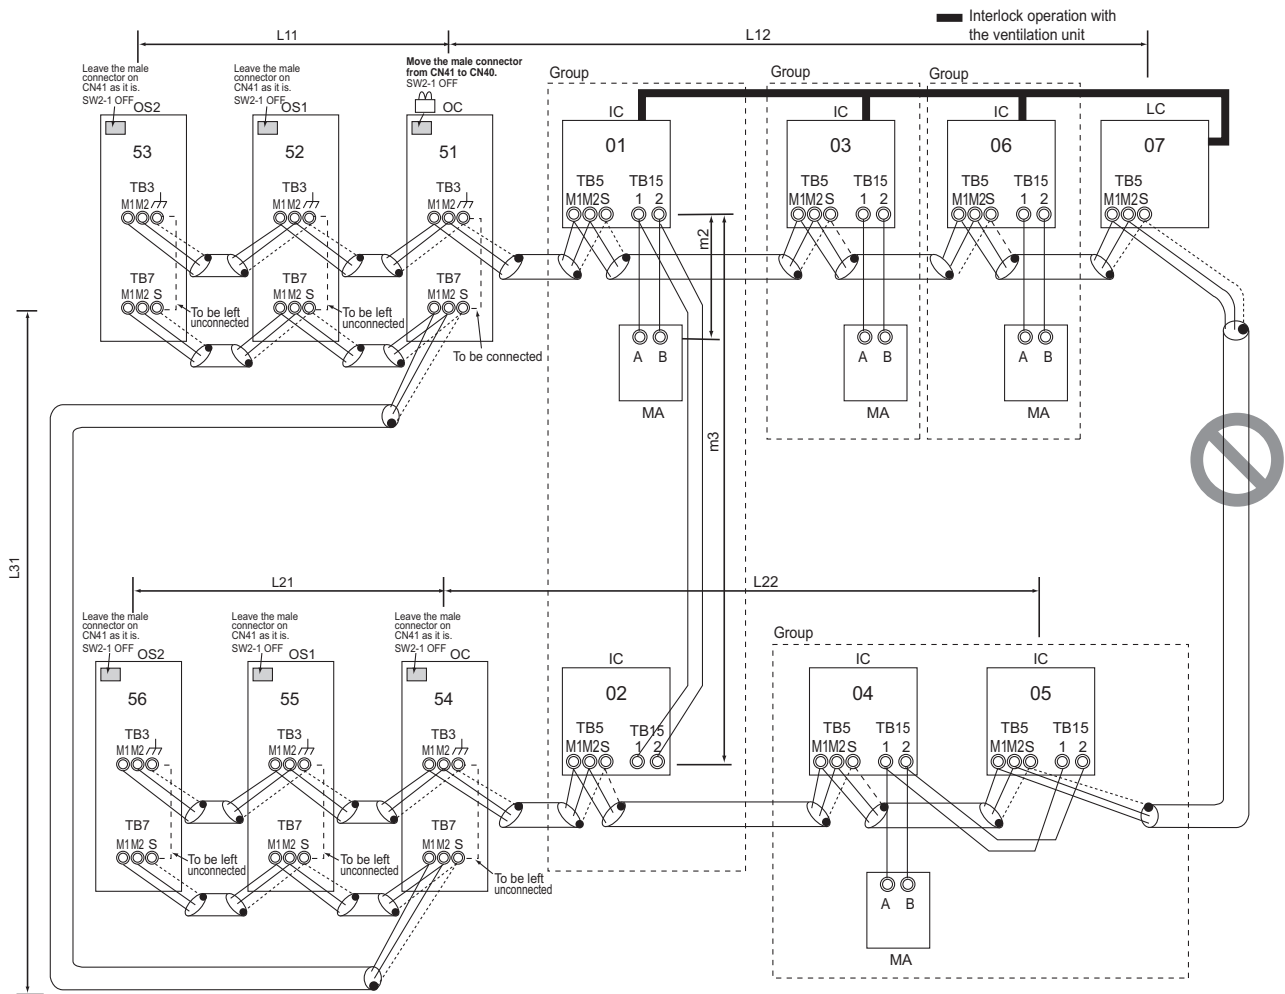 Interlock operation with
the ventilation unit
L11
L12
Leave the male
connector on
CN41 as it is.
SW2-1 OFF
OS2
Leave the male
connector on
CN41 as it is.
SW2-1 OFF
OS1
Move the male connector
from CN41 to CN40.
SW2-1 OFF
OC
Group
Group
Group
IC
IC
IC
LC
53
52
51
01
03
06
07
TB3
TB3
TB3
TB5
TB15
TB5
TB15
TB5
TB15
TB5
M1M2
M1M2
M1M2
M1M2S
1
2
M1M2S
1
2
M1M2S
1
2
M1M2S
m2
TB7
TB7
TB7
M1M2 S
M1M2 S
M1M2 S
To be left
unconnected
To be left
unconnected
To be connected
A
B
MA
A
B
MA
A
B
MA
m3
L31
L21
L22
Leave the male
connector on
CN41 as it is.
SW2-1 OFF
OS2
Leave the male
connector on
CN41 as it is.
SW2-1 OFF
OS1
Leave the male
connector on
CN41 as it is.
SW2-1 OFF
OC
Group
IC
IC
IC
56
55
54
02
04
05
TB3
TB3
TB3
TB5
TB15
TB5
TB15
TB5
TB15
M1M2
M1M2
M1M2
M1M2S
1
2
M1M2S
1
2
M1M2S
1
2
TB7
TB7
TB7
M1M2 S
M1M2 S
M1M2 S
To be left
unconnected
To be left
unconnected
To be left
unconnected
A
B
MA